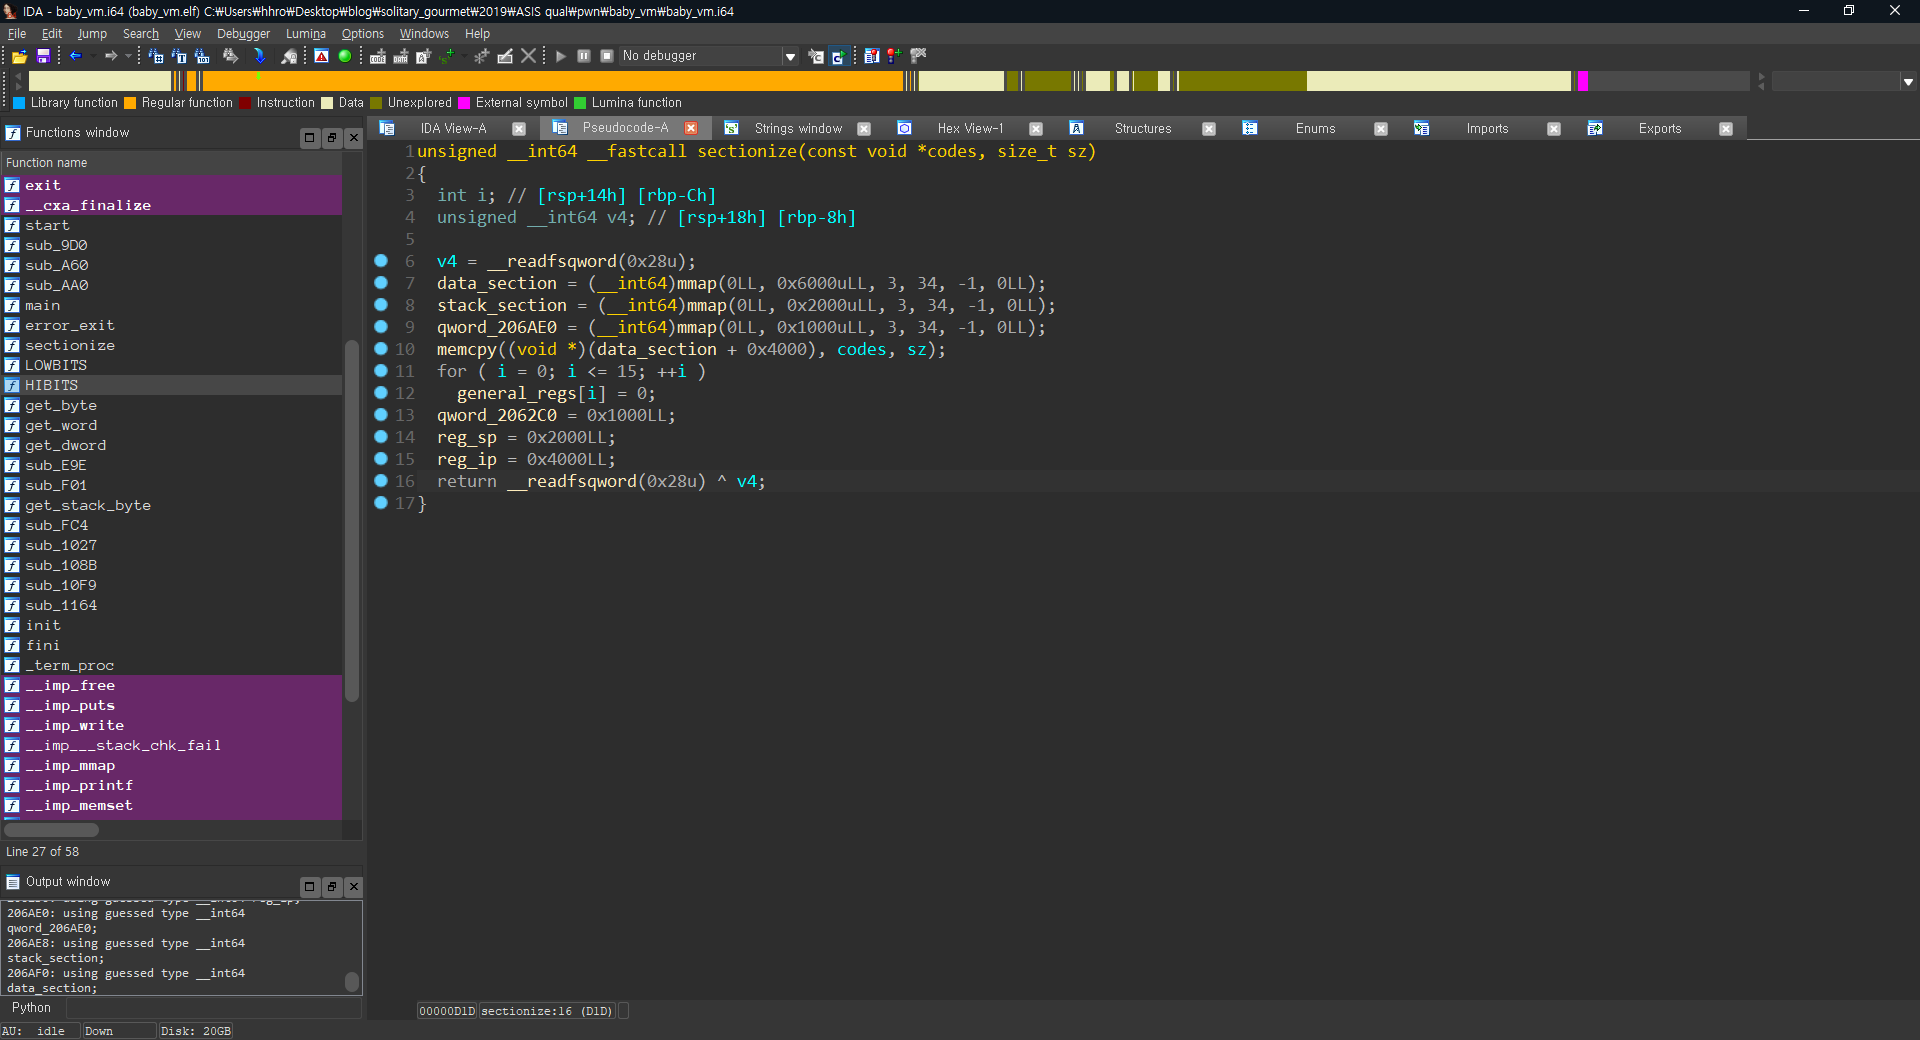 IDA - baby_vm.i64 (baby_vm.elf) C:₩Users₩hhro₩Desktop₩blog₩solitary_gourmet₩2019₩ASIS qual₩pwn₩baby_vm₩baby_vm.i64
File Edit Jump Search View Debugger Lumina Options Windows Help
No debugger
Library function Regular function Instruction Data Unexplored External symbol Lumina function
Functions window
Function name
exit
__cxa_finalize
start
sub_9D0
sub_A60
sub_AA0
main
error_exit
sectionize
LOWBITS
HIBITS
get_byte
get_word
get_dword
sub_E9E
sub_F01
get_stack_byte
sub_FC4
sub_1027
sub_108B
sub_10F9
sub_1164
init
fini
_term_proc
__imp_free
__imp_puts
__imp_write
__imp___stack_chk_fail
__imp_mmap
__imp_printf
__imp_memset
Line 27 of 58
Output window
206AE0: using guessed type __int64
qword_206AE0;
206AE8: using guessed type __int64
stack_section;
206AF0: using guessed type __int64
data_section;
Python
AU: idle Down Disk: 20GB
IDA View-A Pseudocode-A Strings window Hex View-1 Structures Enums Imports Exports
1 unsigned __int64 __fastcall sectionize(const void *codes, size_t sz)
2 {
3 int i; // [rsp+14h] [rbp-Ch]
4 unsigned __int64 v4; // [rsp+18h] [rbp-8h]
5
6 v4 = __readfsqword(0x28u);
7 data_section = (__int64)mmap(0LL, 0x6000uLL, 3, 34, -1, 0LL);
8 stack_section = (__int64)mmap(0LL, 0x2000uLL, 3, 34, -1, 0LL);
9 qword_206AE0 = (__int64)mmap(0LL, 0x1000uLL, 3, 34, -1, 0LL);
10 memcpy((void *)(data_section + 0x4000), codes, sz);
11 for ( i = 0; i <= 15; ++i )
12 general_regs[i] = 0;
13 qword_2062C0 = 0x1000LL;
14 reg_sp = 0x2000LL;
15 reg_ip = 0x4000LL;
16 return __readfsqword(0x28u) ^ v4;
17 }
00000D1D sectionize:16 (D1D)